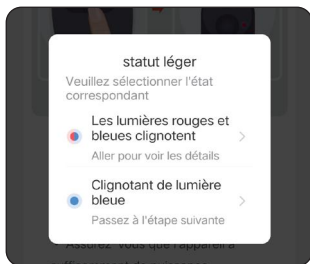 statut léger
Veuillez sélectionner l'état
correspondant
Les lumières rouges et
bleues clignotent
Aller pour voir les détails
Clignotant de lumière
bleue
Passez à l'étape suivante
• Assurez-vous que l'appareil a